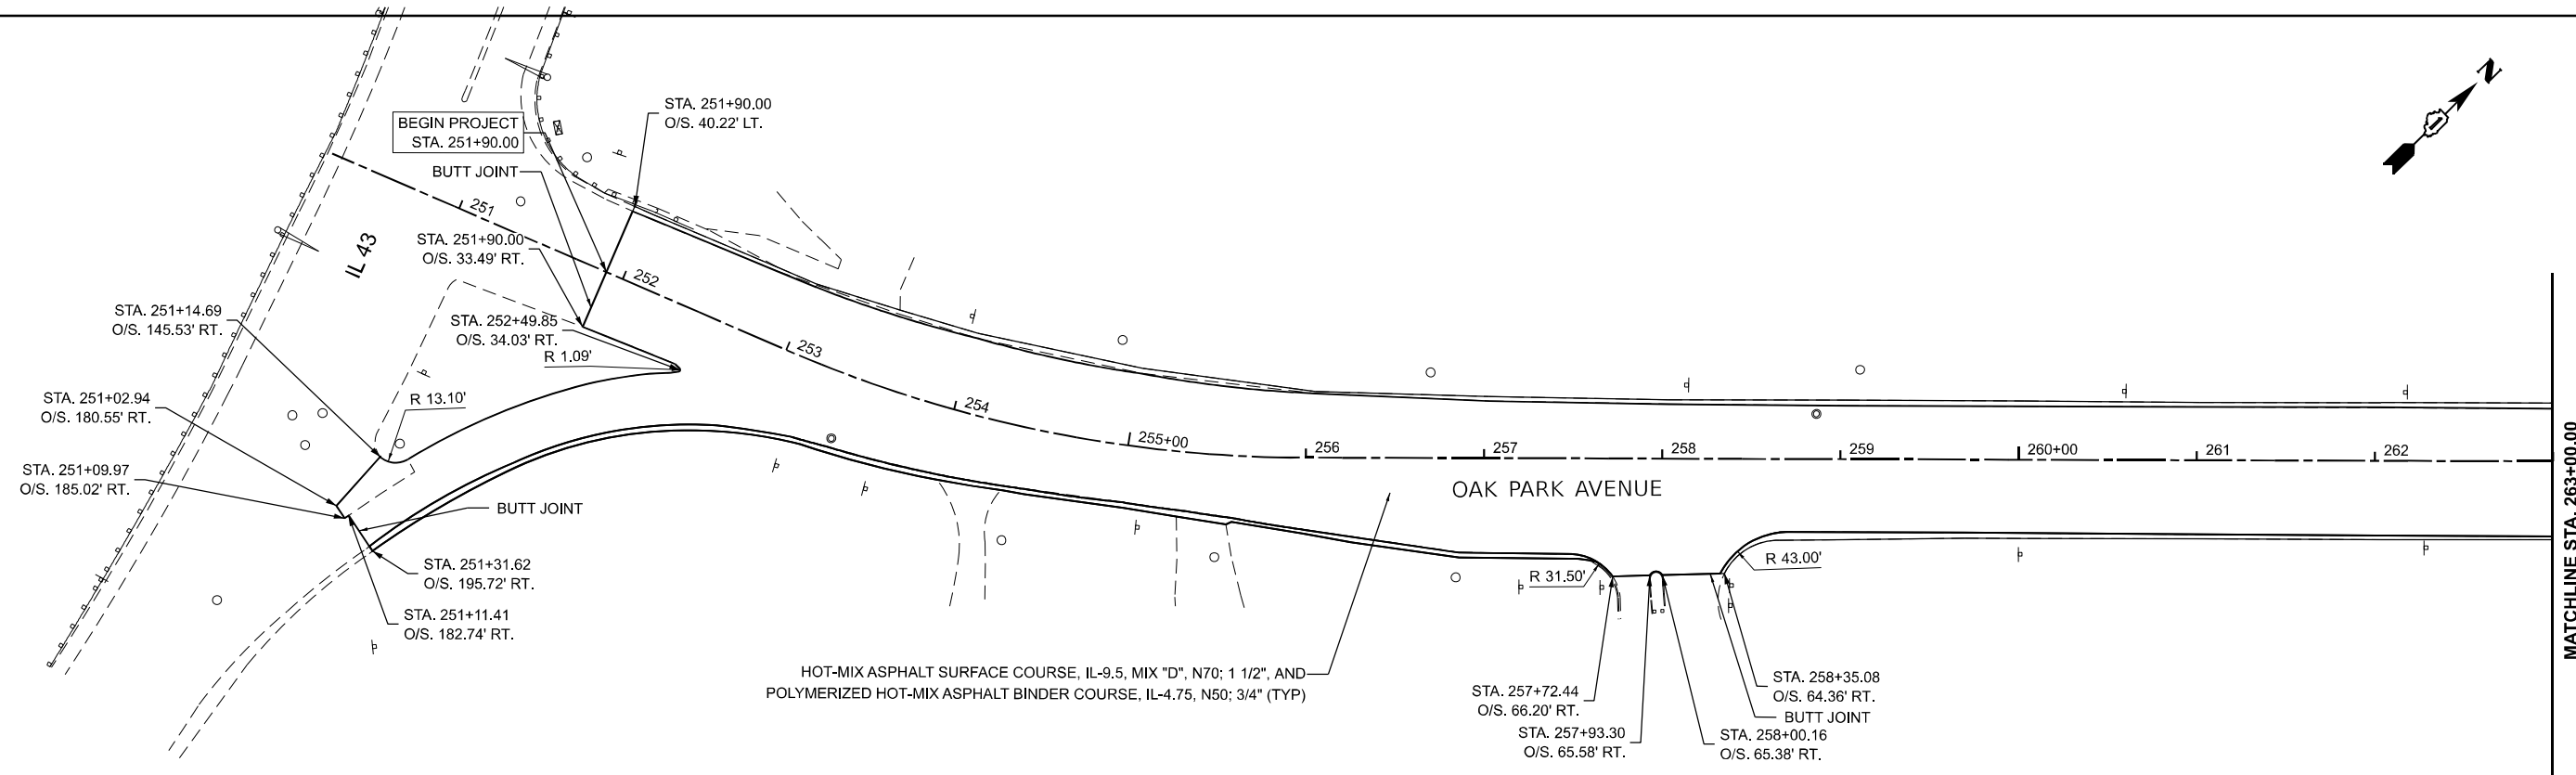 N
STA. 251+90.00
O/S. 40.22' LT.
BEGIN PROJECT
STA. 251+90.00
BUTT JOINT
251
IL 43
STA. 251+90.00
O/S. 33.49' RT.
252
STA. 251+14.69
O/S. 145.53' RT.
STA. 252+49.85
O/S. 34.03' RT.
R 1.09'
253
STA. 251+02.94
O/S. 180.55' RT.
R 13.10'
254
255+00
256
257
258
259
260+00
261
262
MATCHLINE STA. 263+00.00
STA. 251+09.97
O/S. 185.02' RT.
OAK PARK AVENUE
BUTT JOINT
STA. 251+31.62
O/S. 195.72' RT.
STA. 251+11.41
O/S. 182.74' RT.
R 31.50'
R 43.00'
HOT-MIX ASPHALT SURFACE COURSE, IL-9.5, MIX "D", N70; 1 1/2", AND
POLYMERIZED HOT-MIX ASPHALT BINDER COURSE, IL-4.75, N50; 3/4" (TYP)
STA. 257+72.44
O/S. 66.20' RT.
STA. 257+93.30
O/S. 65.58' RT.
STA. 258+35.08
O/S. 64.36' RT.
BUTT JOINT
STA. 258+00.16
O/S. 65.38' RT.